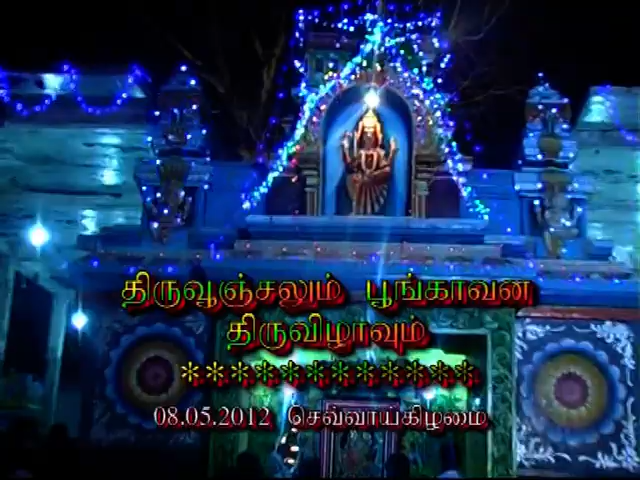 திருவூஞ்சலும் பூங்காவன
திருவிழாவும்
************
08.05.2012 செவ்வாய்கிழமை